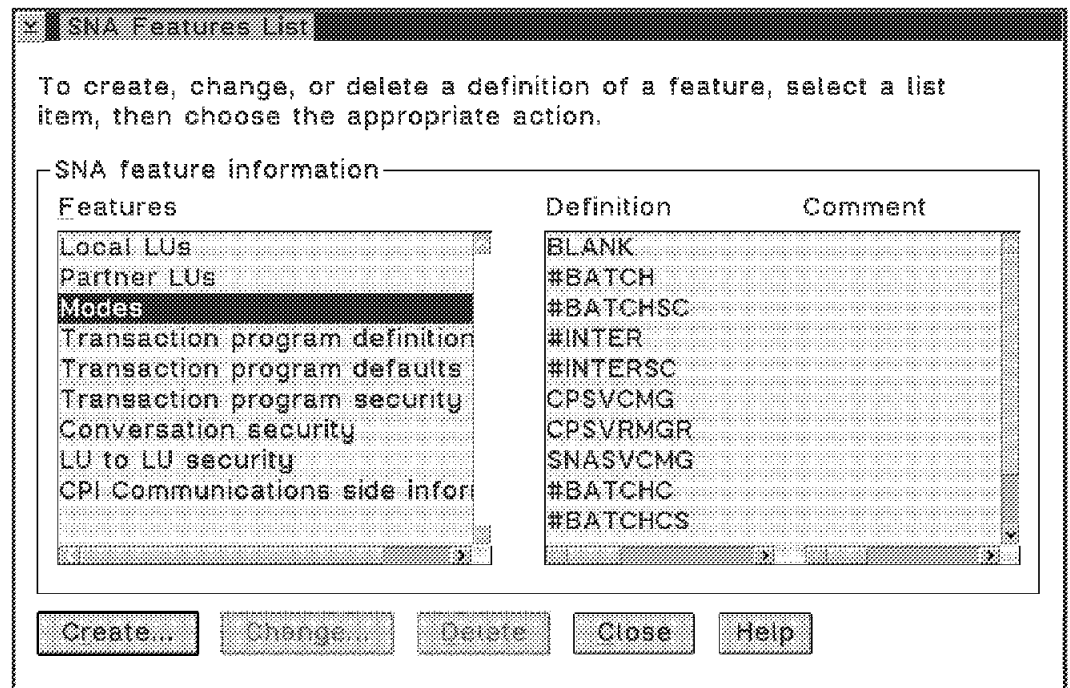 SNA Features List
To create, change, or delete a definition of a feature, select a list
item, then choose the appropriate action.
SNA feature information
Features
Local LUs
Partner LUs
Modes
Transaction program definition
Transaction program defaults
Transaction program security
Conversation security
LU to LU security
CPI Communications side infor
Definition Comment
BLANK
#BATCH
#BATCHSC
#INTER
#INTERSC
CPSVCMG
CPSVRMGR
SNASVCMG
#BATCHC
#BATCHCS
Create... Change... Delete Close Help